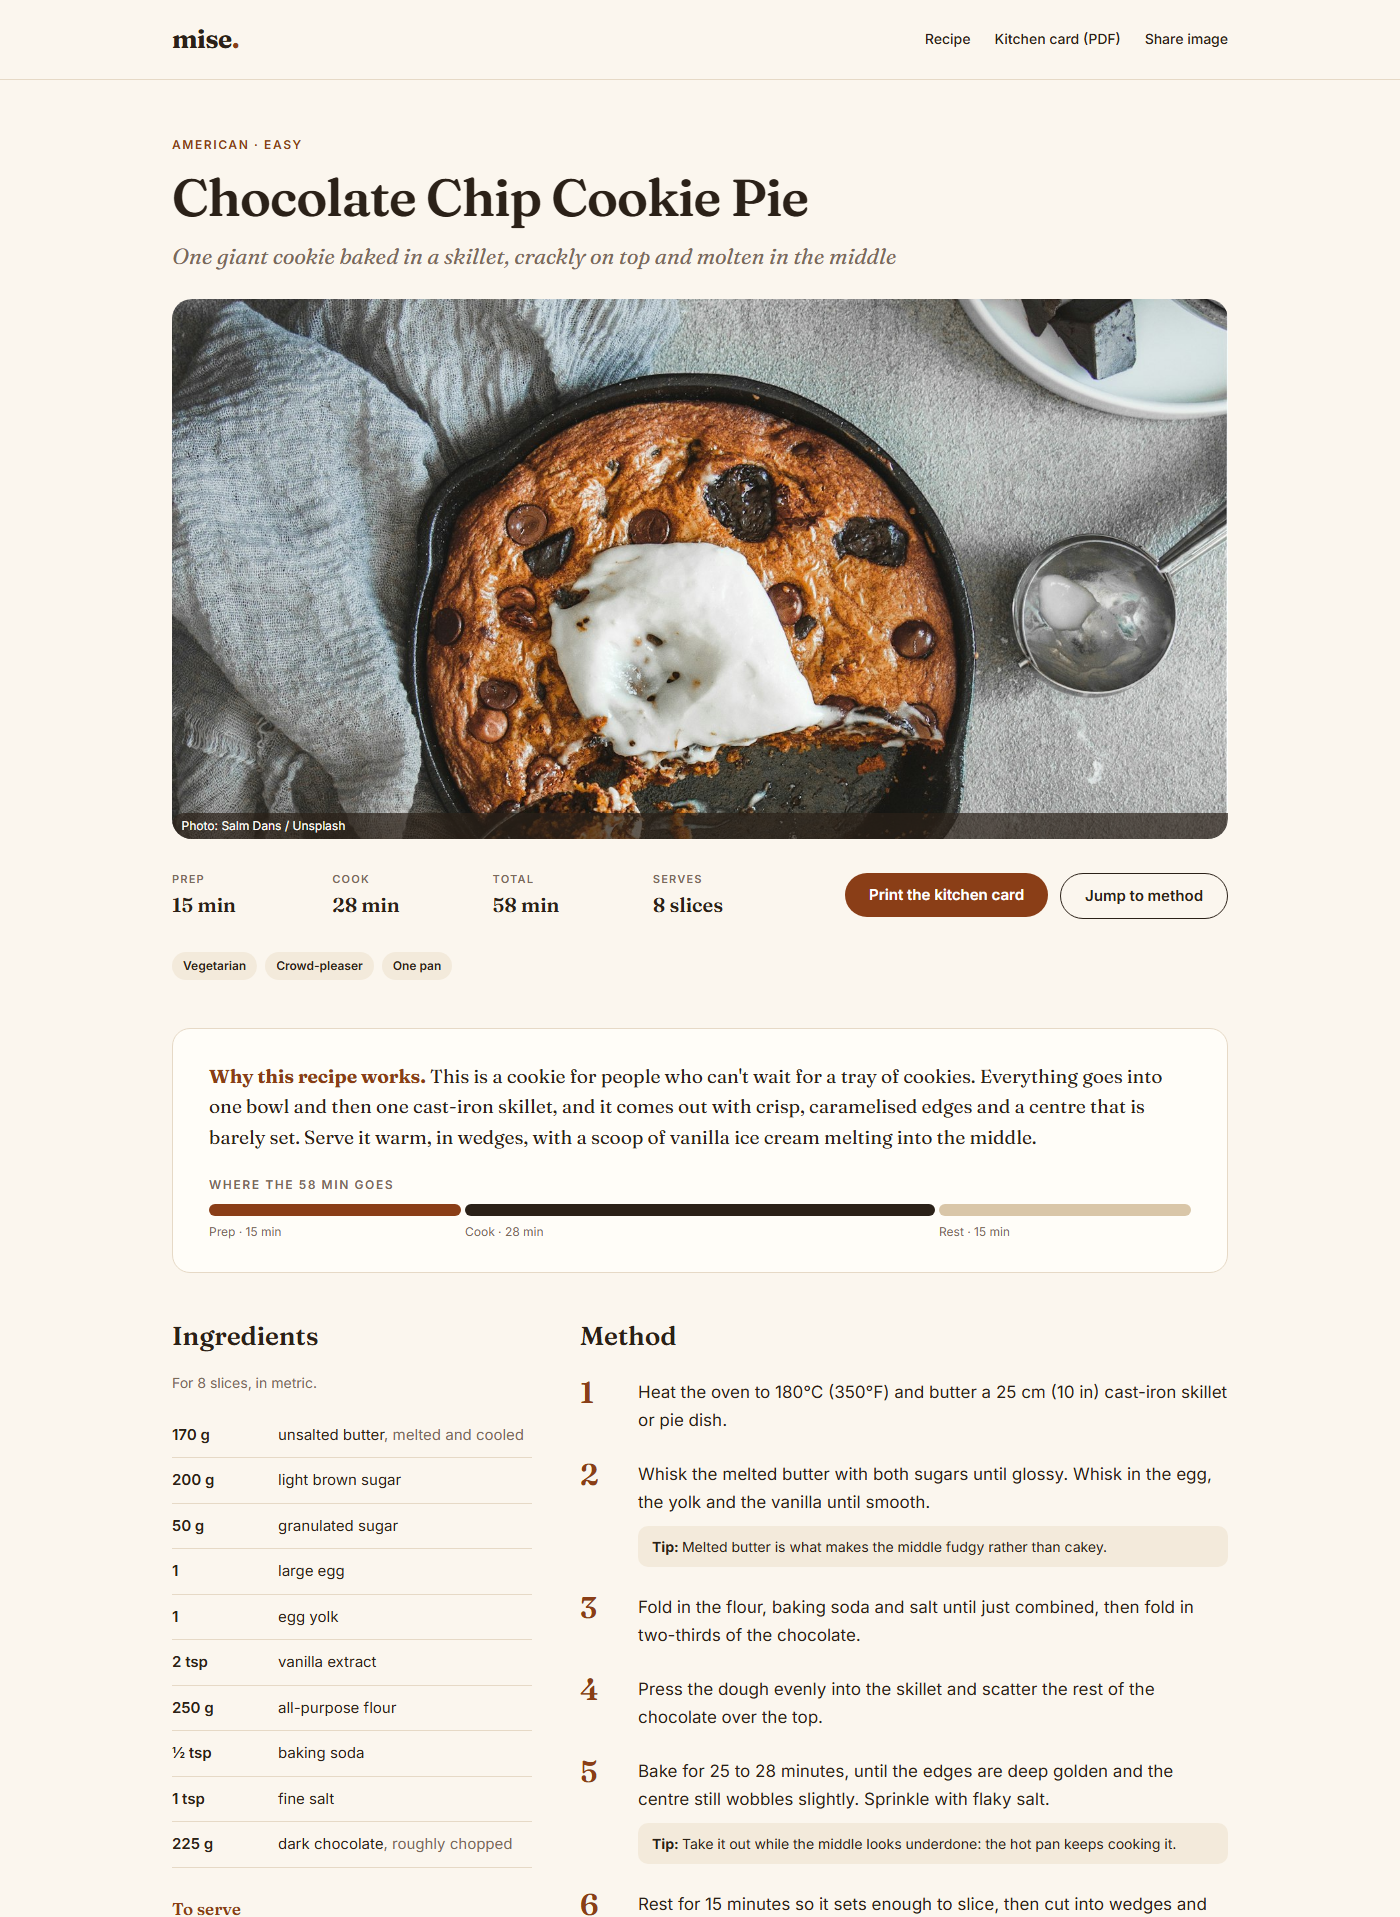 mise.
Recipe
Kitchen card (PDF)
Share image
AMERICAN · EASY
Chocolate Chip Cookie Pie
One giant cookie baked in a skillet, crackly on top and molten in the middle
Photo: Salm Dans / Unsplash
PREP
15 min
COOK
28 min
TOTAL
58 min
SERVES
8 slices
Print the kitchen card
Jump to method
Vegetarian
Crowd-pleaser
One pan
Why this recipe works. This is a cookie for people who can't wait for a tray of cookies. Everything goes into
one bowl and then one cast-iron skillet, and it comes out with crisp, caramelised edges and a centre that is
barely set. Serve it warm, in wedges, with a scoop of vanilla ice cream melting into the middle.
WHERE THE 58 MIN GOES
Prep · 15 min
Cook · 28 min
Rest · 15 min
Ingredients
For 8 slices, in metric.
170 g unsalted butter, melted and cooled
200 g light brown sugar
50 g granulated sugar
1 large egg
1 egg yolk
2 tsp vanilla extract
250 g all-purpose flour
½ tsp baking soda
1 tsp fine salt
225 g dark chocolate, roughly chopped
To serve
Method
1 Heat the oven to 180°C (350°F) and butter a 25 cm (10 in) cast-iron skillet
or pie dish.
2 Whisk the melted butter with both sugars until glossy. Whisk in the egg,
the yolk and the vanilla until smooth.
Tip: Melted butter is what makes the middle fudgy rather than cakey.
3 Fold in the flour, baking soda and salt until just combined, then fold in
two-thirds of the chocolate.
4 Press the dough evenly into the skillet and scatter the rest of the
chocolate over the top.
5 Bake for 25 to 28 minutes, until the edges are deep golden and the
centre still wobbles slightly. Sprinkle with flaky salt.
Tip: Take it out while the middle looks underdone: the hot pan keeps cooking it.
6 Rest for 15 minutes so it sets enough to slice, then cut into wedges and